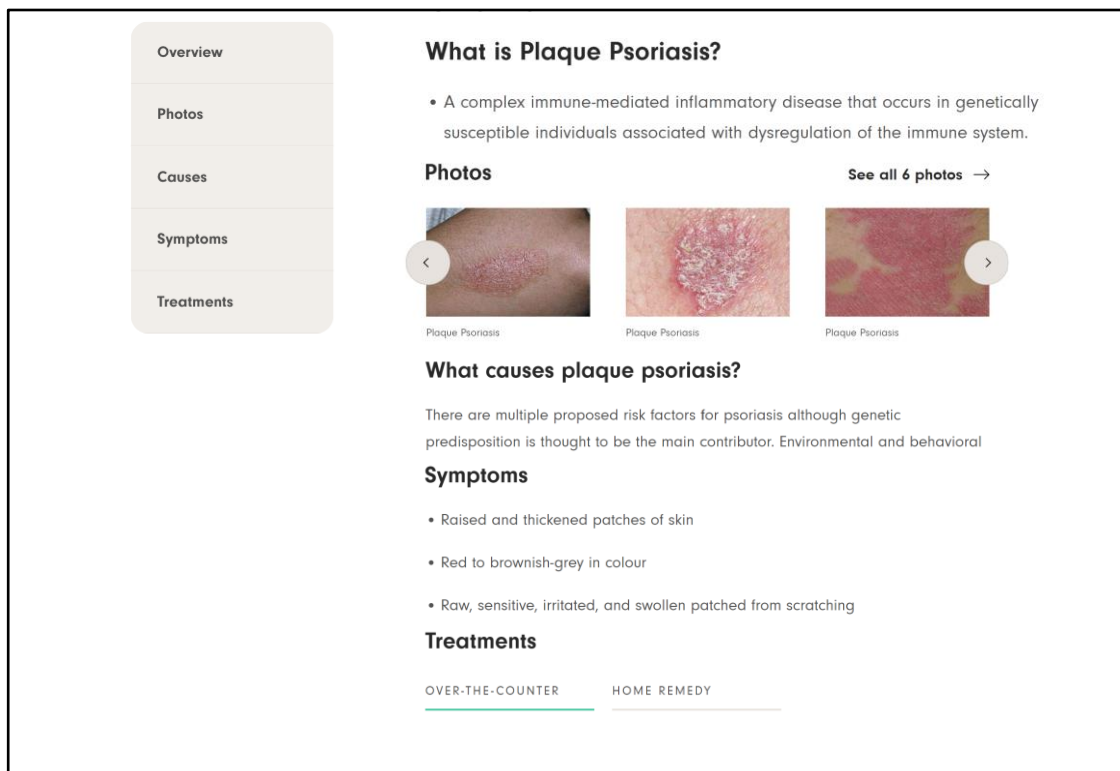 Overview
Photos
Causes
Symptoms
Treatments
What is Plaque Psoriasis?
• A complex immune-mediated inflammatory disease that occurs in genetically
susceptible individuals associated with dysregulation of the immune system.
Photos
See all 6 photos →
Plaque Psoriasis
Plaque Psoriasis
Plaque Psoriasis
What causes plaque psoriasis?
There are multiple proposed risk factors for psoriasis although genetic
predisposition is thought to be the main contributor. Environmental and behavioral
Symptoms
• Raised and thickened patches of skin
• Red to brownish-grey in colour
• Raw, sensitive, irritated, and swollen patched from scratching
Treatments
OVER-THE-COUNTER
HOME REMEDY